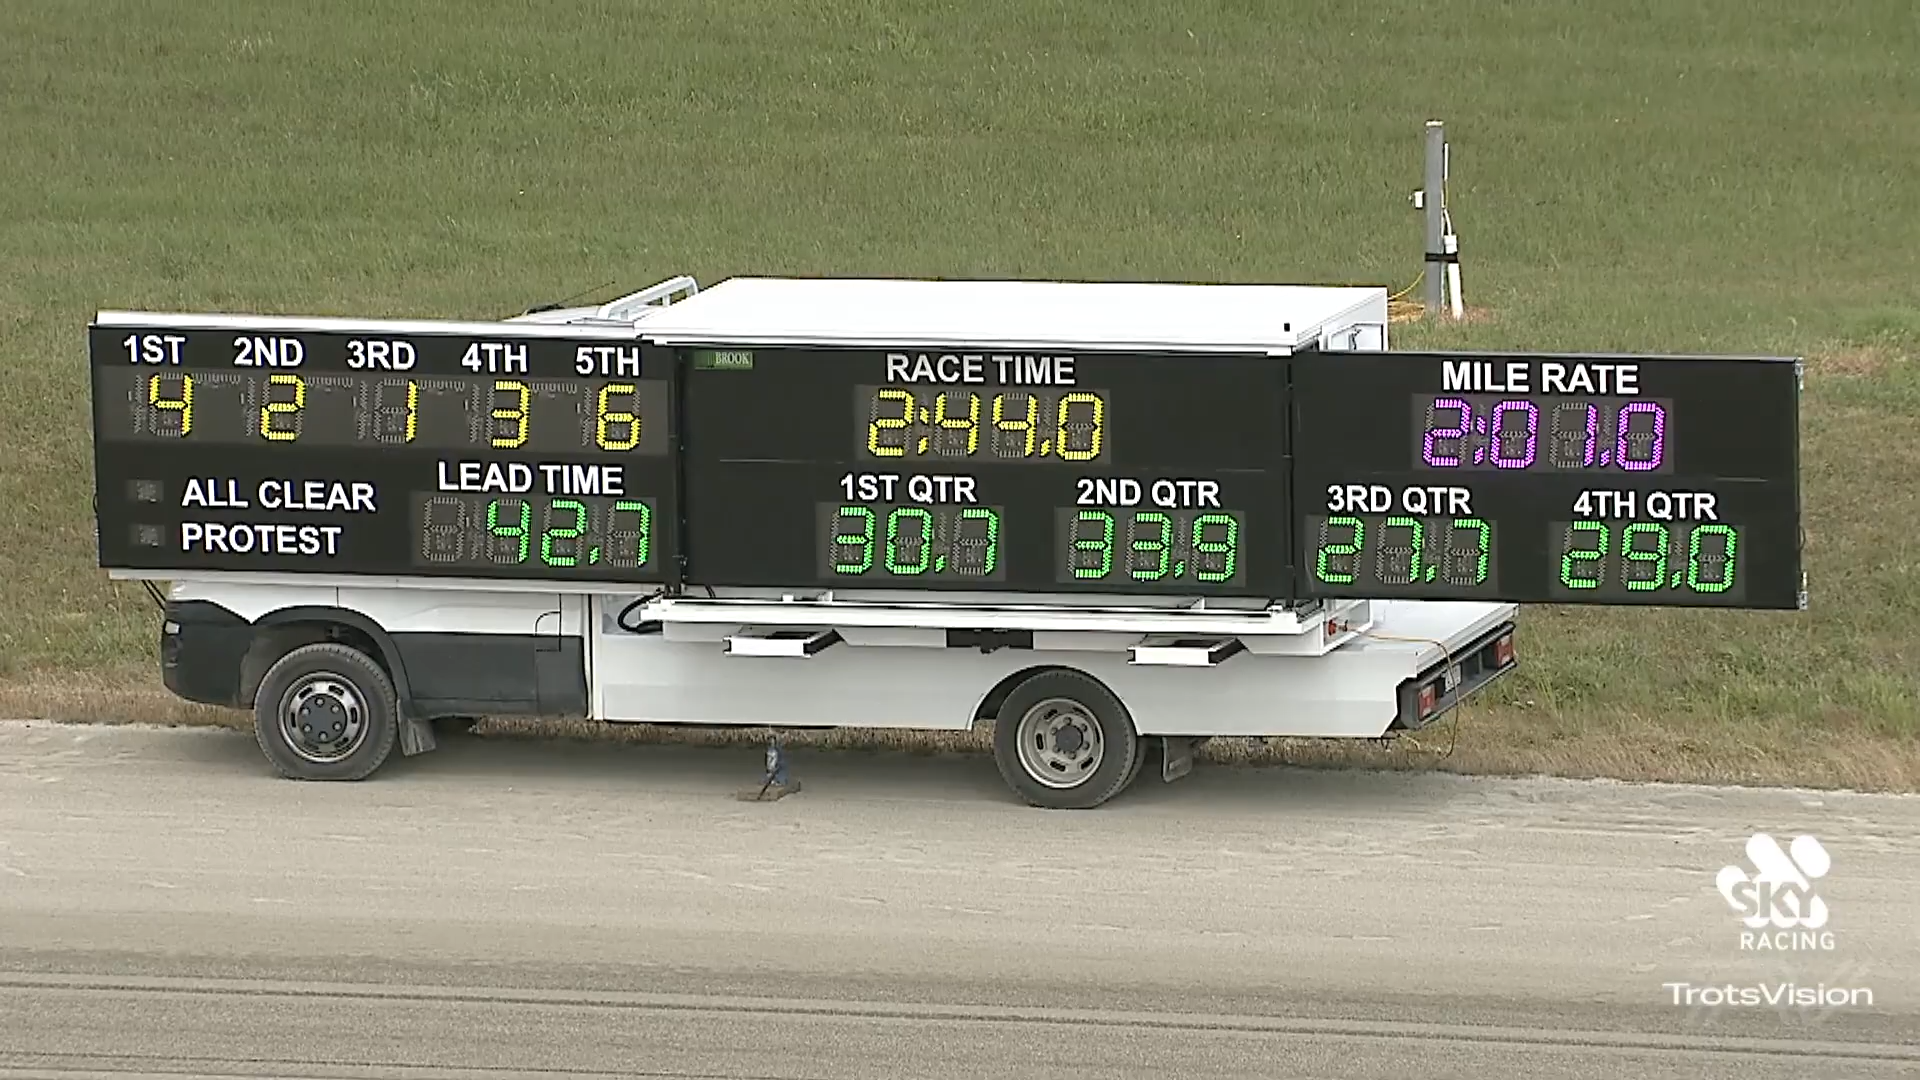 1ST 2ND 3RD 4TH 5TH
4 2 1 3 6
ALL CLEAR
PROTEST
LEAD TIME
42.7
BROOK
RACE TIME
2:44.0
1ST QTR 2ND QTR
30.7 33.9
MILE RATE
2:01.0
3RD QTR 4TH QTR
27.7 29.0
SKY
RACING
TrotsVision